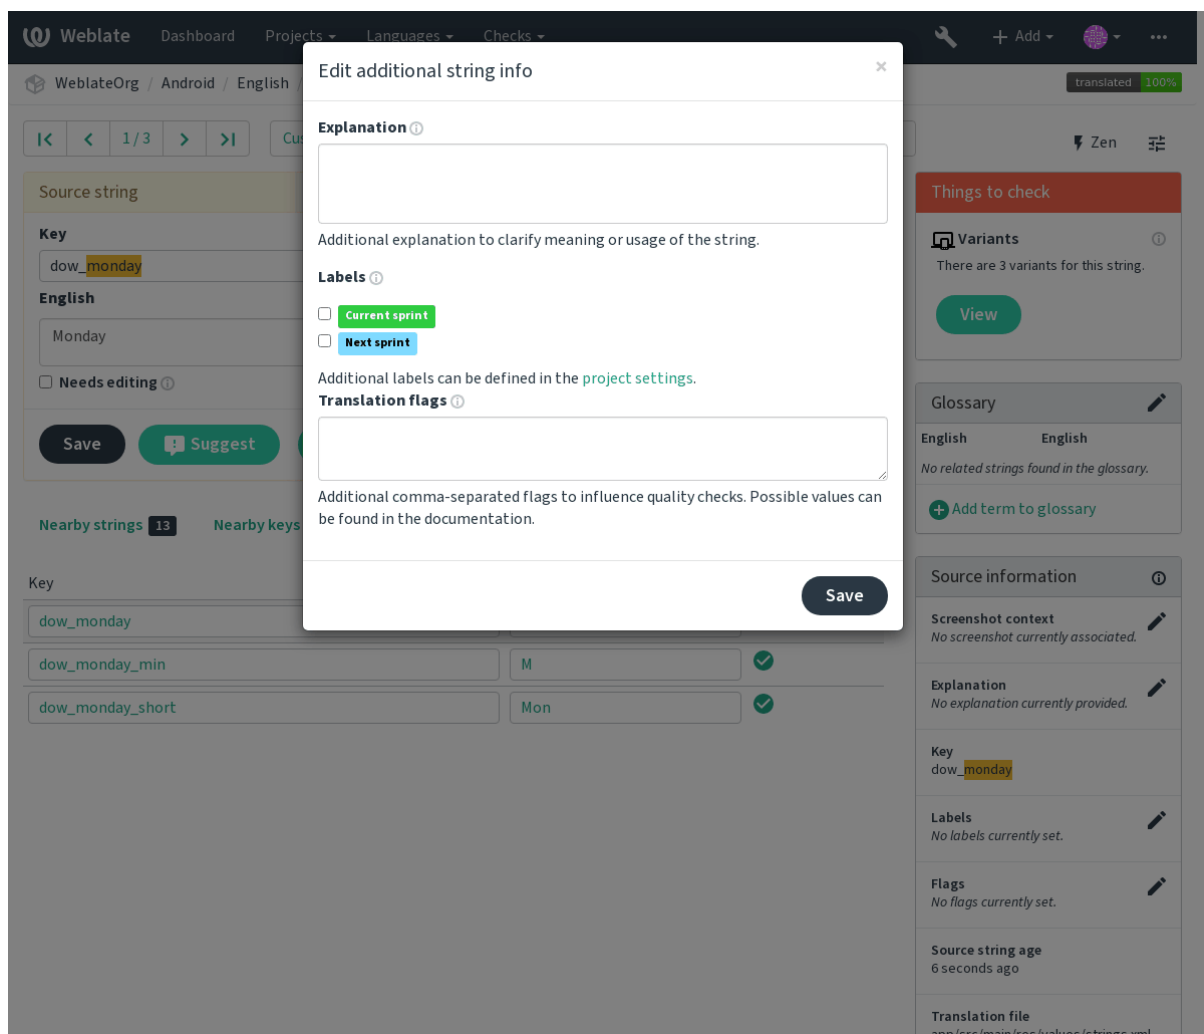 Weblate Dashboard Projects Languages Checks Add
WeblateOrg / Android / English /
translated 100%
1 / 3
Zen
Source string
Key
dow_monday
English
Monday
Needs editing
Save Suggest
Nearby strings 13 Nearby keys
Key
dow_monday
dow_monday_min M
dow_monday_short Mon
Edit additional string info
×
Explanation
Additional explanation to clarify meaning or usage of the string.
Labels
Current sprint
Next sprint
Additional labels can be defined in the project settings.
Translation flags
Additional comma-separated flags to influence quality checks. Possible values can
be found in the documentation.
Save
Things to check
Variants
There are 3 variants for this string.
View
Glossary
English English
No related strings found in the glossary.
Add term to glossary
Source information
Screenshot context
No screenshot currently associated.
Explanation
No explanation currently provided.
Key
dow_monday
Labels
No labels currently set.
Flags
No flags currently set.
Source string age
6 seconds ago
Translation file